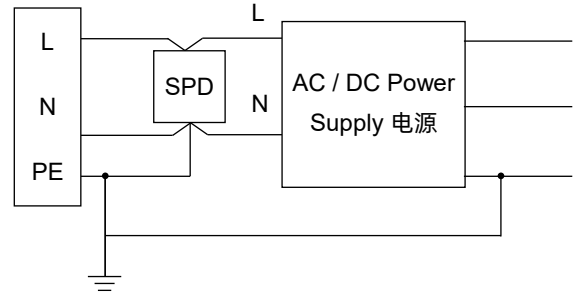 L
N
PE
SPD
L
N
AC / DC Power
Supply 电源